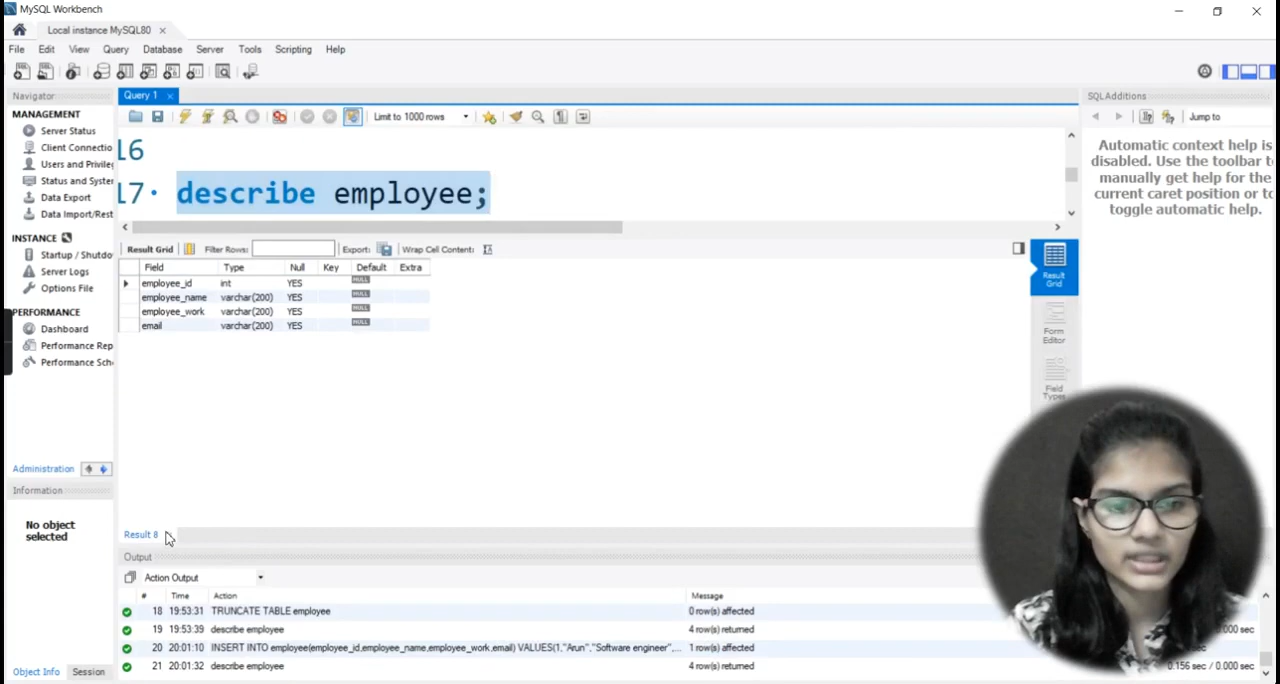 MySQL Workbench
Local instance MySQL80
File Edit View Query Database Server Tools Scripting Help
Navigator
MANAGEMENT
Server Status
Client Connectio
Users and Privile
Status and Syster
Data Export
Data Import/Rest
INSTANCE
Startup / Shutdo
Server Logs
Options File
PERFORMANCE
Dashboard
Performance Rep
Performance Sch
Administration
Information
No object
selected
Object Info Session
Query 1
Limit to 1000 rows
16
17 describe employee;
Result Grid Filter Rows: Export: Wrap Cell Content:
Field Type Null Key Default Extra
employee_id int YES NULL
employee_name varchar(200) YES NULL
employee_work varchar(200) YES NULL
email varchar(200) YES NULL
Result
Grid
Form
Editor
Field
Types
Result 8
Output
Action Output
# Time Action Message
18 19:53:31 TRUNCATE TABLE employee 0 row(s) affected
19 19:53:39 describe employee 4 row(s) returned 0.000 sec
20 20:01:10 INSERT INTO employee(employee_id,employee_name,employee_work,email) VALUES(1,"Arun","Software engineer",... 1 row(s) affected
21 20:01:32 describe employee 4 row(s) returned 0.156 sec / 0.000 sec
SQLAdditions
Jump to
Automatic context help is
disabled. Use the toolbar t
manually get help for the
current caret position or to
toggle automatic help.